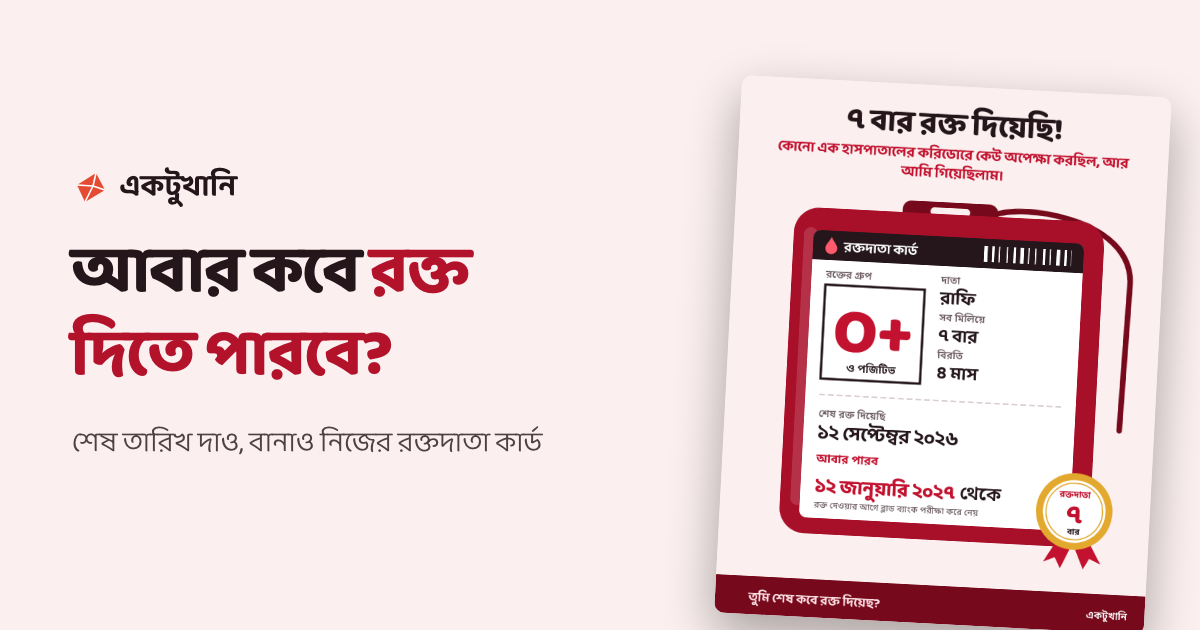 একটুখানি
আবার কবে রক্ত
দিতে পারবে?
শেষ তারিখ দাও, বানাও নিজের রক্তদাতা কার্ড
৭ বার রক্ত দিয়েছি!
কোনো এক হাসপাতালের করিডোরে কেউ অপেক্ষা করছিল, আর
আমি গিয়েছিলাম।
রক্তদাতা কার্ড
রক্তের গ্রুপ
O+
ও পজিটিভ
দাতা
রাফি
সব মিলিয়ে
৭ বার
বিরতি
৪ মাস
শেষ রক্ত দিয়েছি
১২ সেপ্টেম্বর ২০২৬
আবার পারব
১২ জানুয়ারি ২০২৭ থেকে
রক্ত দেওয়ার আগে ব্লাড ব্যাংক পরীক্ষা করে নেয়
রক্তদাতা
৭
বার
তুমি শেষ কবে রক্ত দিয়েছ?
একটুখানি